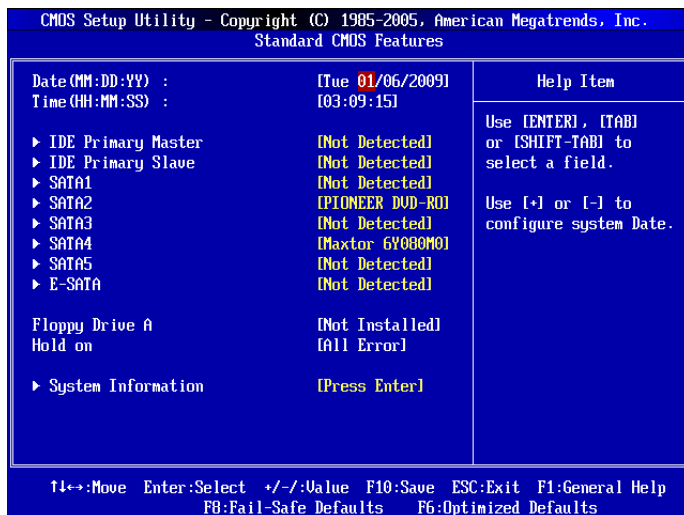 CMOS Setup Utility - Copyright (C) 1985-2005, American Megatrends, Inc.
Standard CMOS Features
Date(MM:DD:YY) : [Tue 01/06/2009]
Time(HH:MM:SS) : [03:09:15]
▶ IDE Primary Master [Not Detected]
▶ IDE Primary Slave [Not Detected]
▶ SATA1 [Not Detected]
▶ SATA2 [PIONEER DVD-RO]
▶ SATA3 [Not Detected]
▶ SATA4 [Maxtor 6Y080M0]
▶ SATA5 [Not Detected]
▶ E-SATA [Not Detected]
Floppy Drive A [Not Installed]
Hold on [All Error]
▶ System Information [Press Enter]
Help Item
Use [ENTER], [TAB]
or [SHIFT-TAB] to
select a field.
Use [+] or [-] to
configure system Date.
↑↓←→:Move Enter:Select +/-/:Value F10:Save ESC:Exit F1:General Help
F8:Fail-Safe Defaults F6:Optimized Defaults